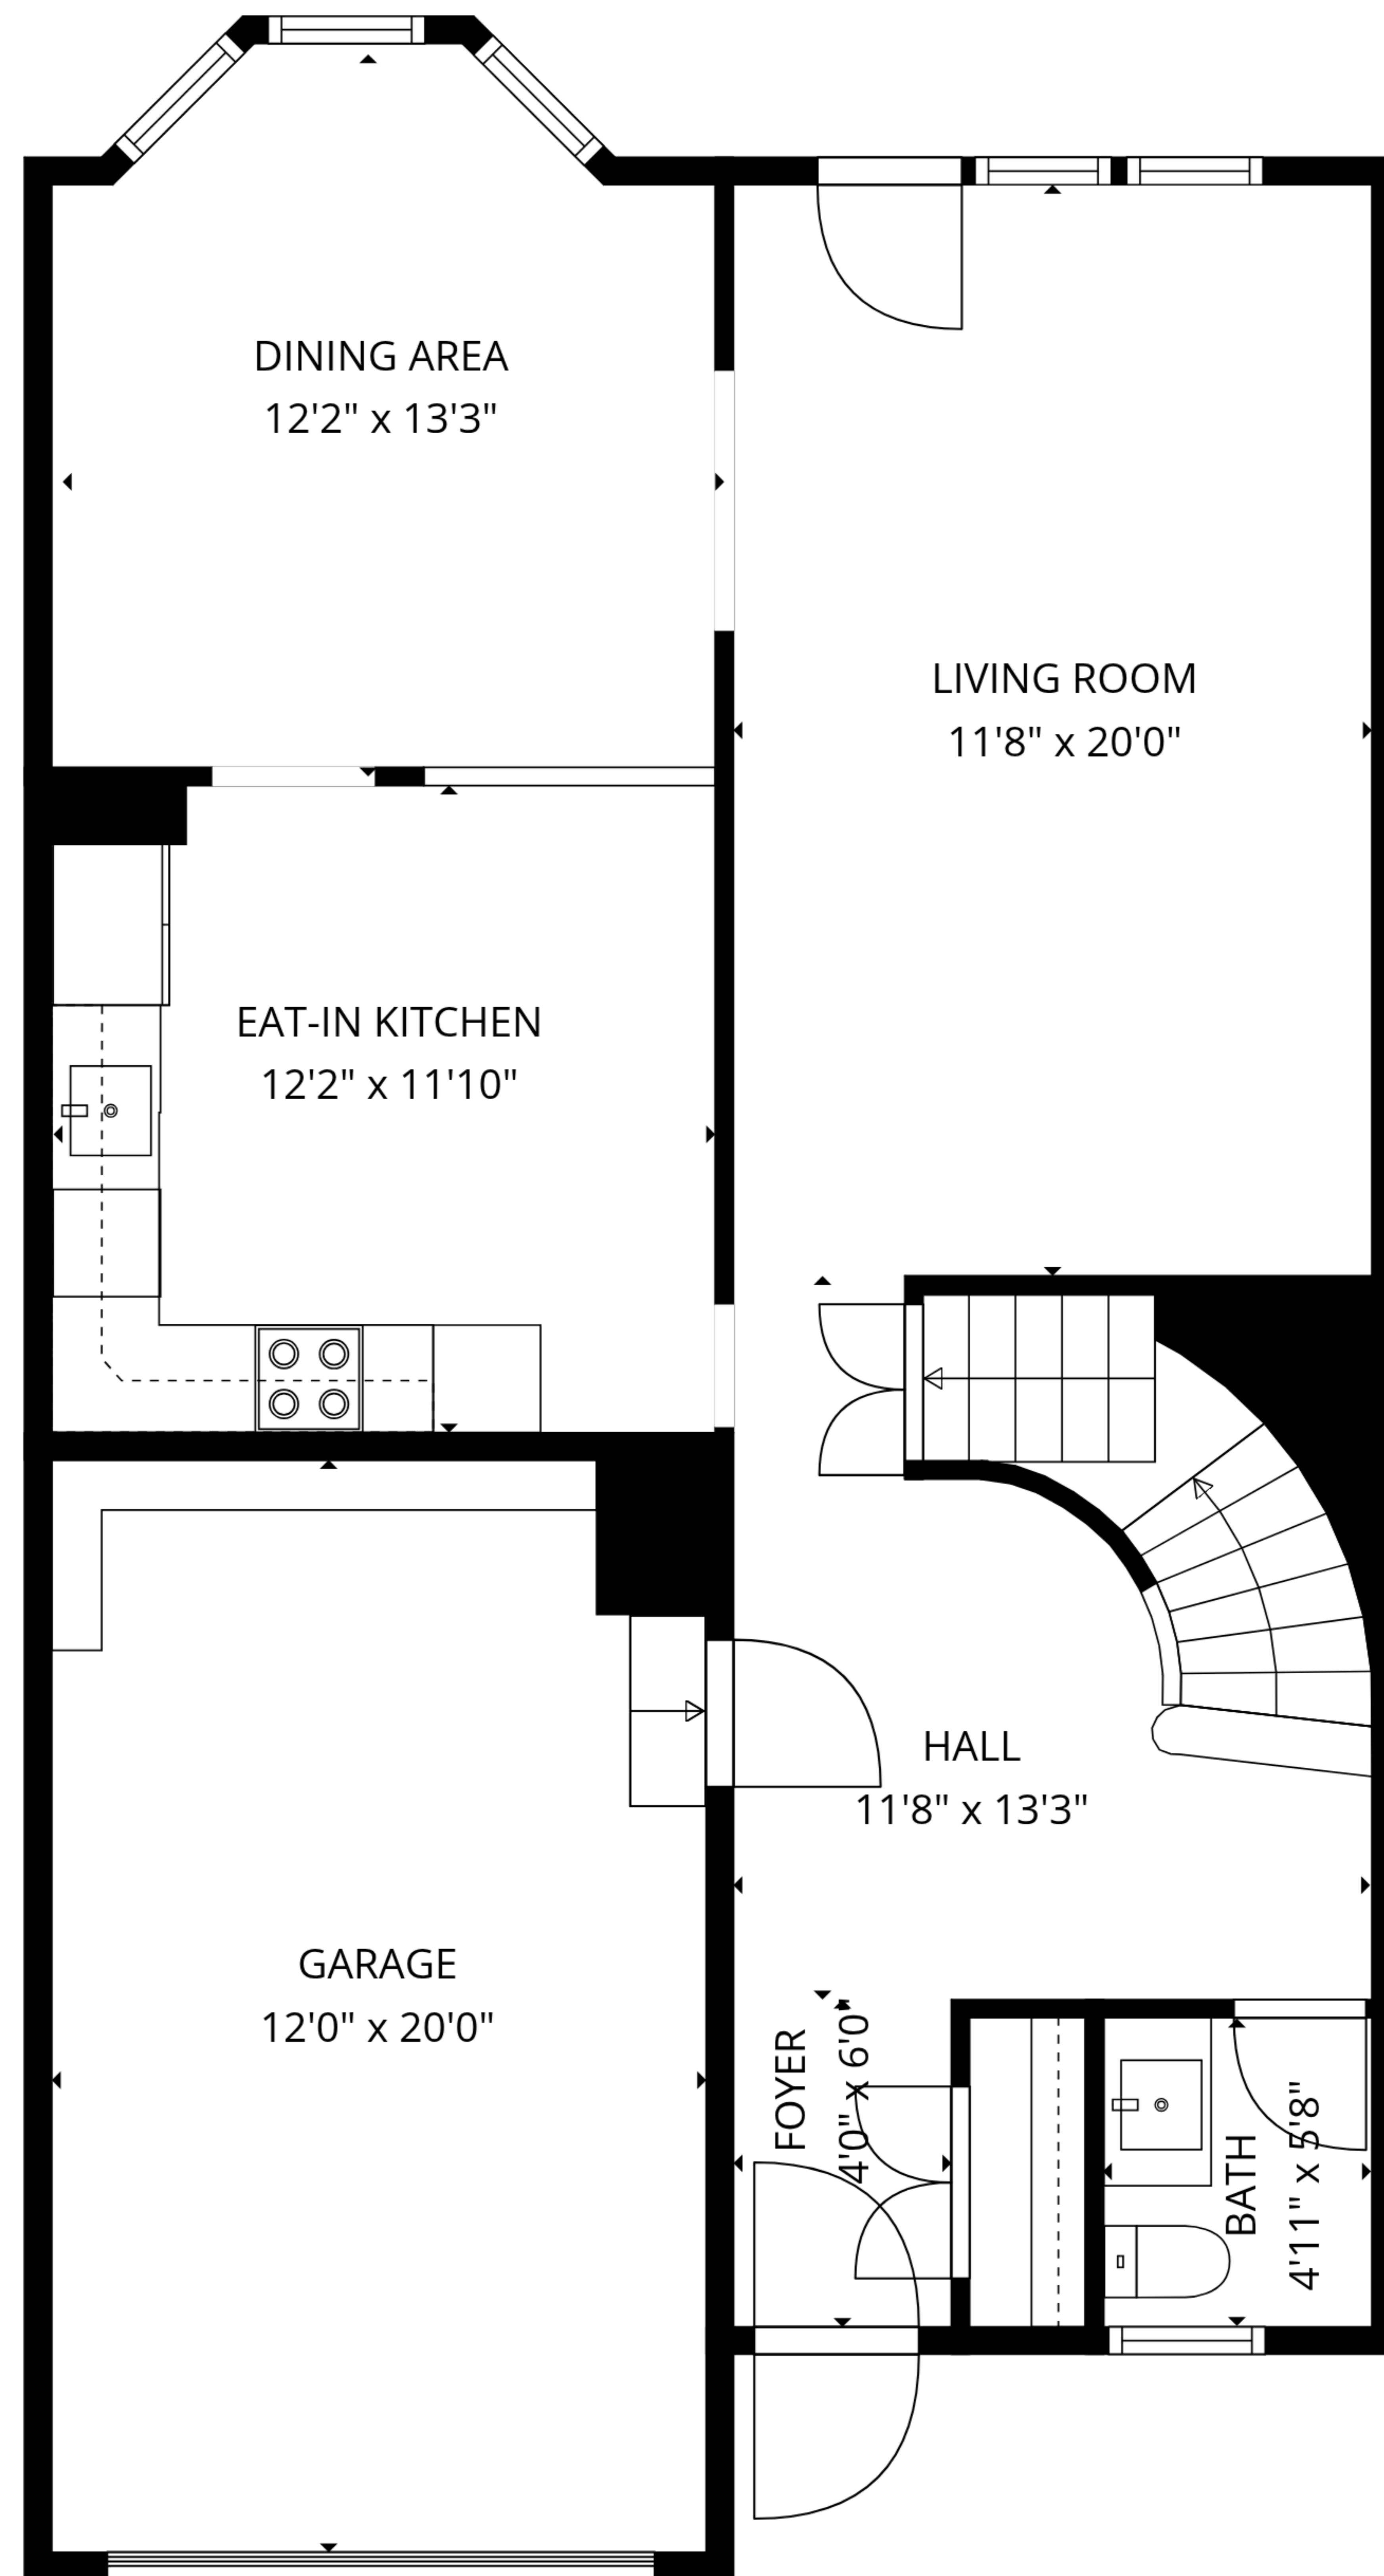 DINING AREA
12'2" x 13'3"
LIVING ROOM
11'8" x 20'0"
EAT-IN KITCHEN
12'2" x 11'10"
HALL
11'8" x 13'3"
GARAGE
12'0" x 20'0"
FOYER
4'0" x 6'0"
BATH
4'11" x 5'8"